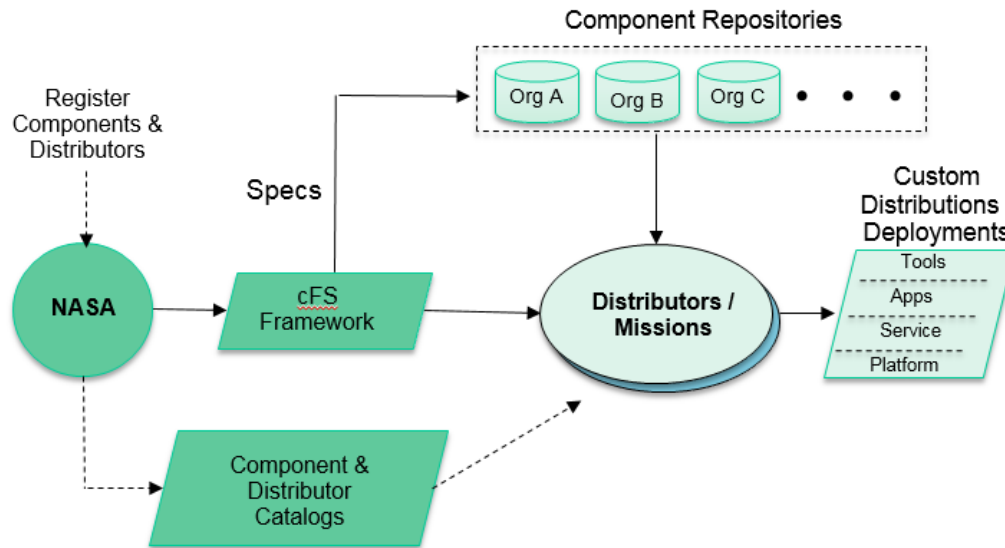 Component Repositories
Org A
Org B
Org C
Register
Components &
Distributors
Specs
Custom
Distributions
Deployments
Tools
Apps
Service
Platform
NASA
cFS
Framework
Distributors /
Missions
Component &
Distributor
Catalogs